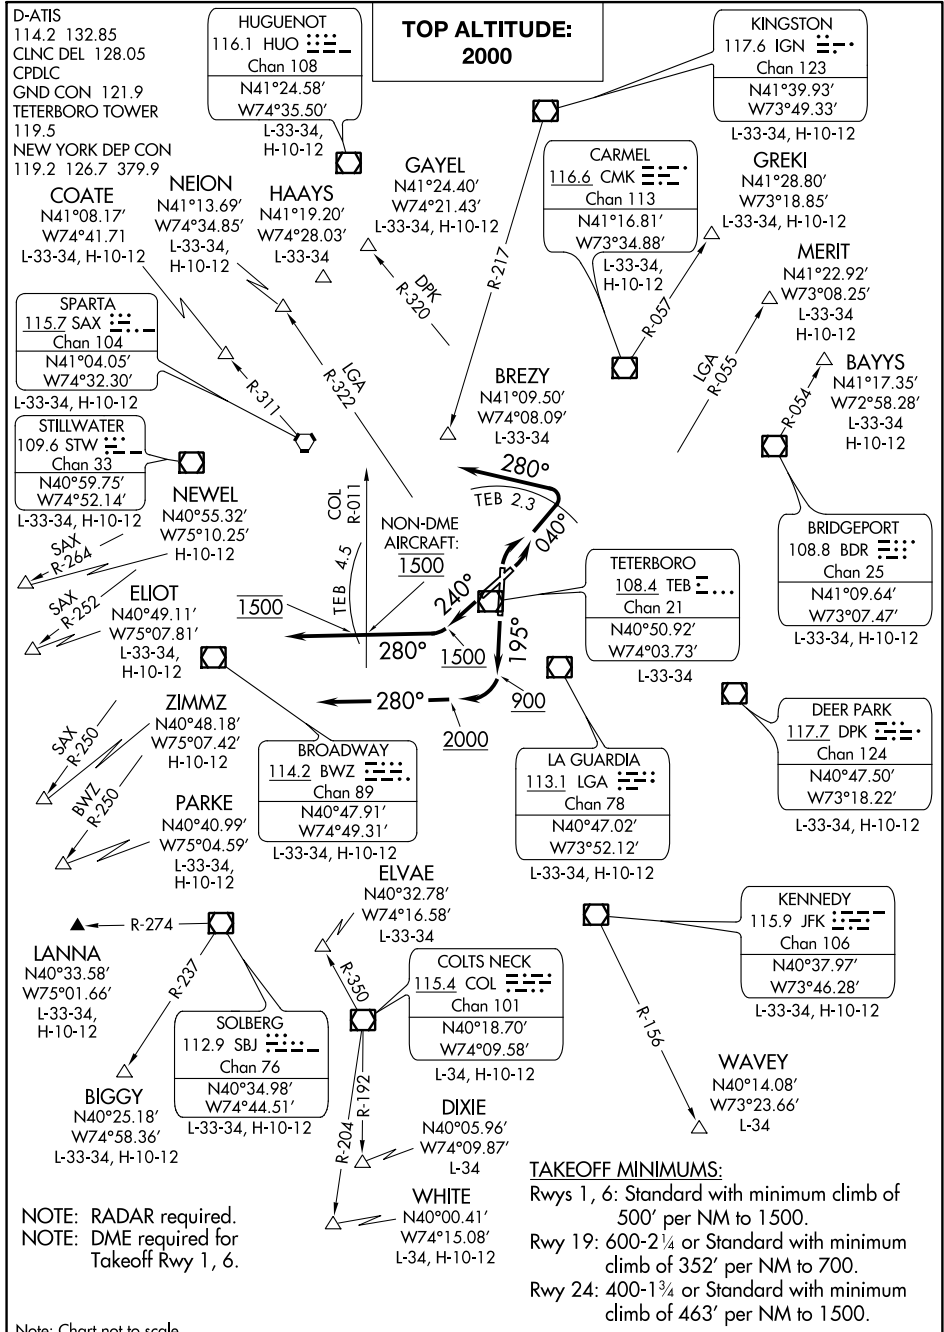 D-ATIS
114.2 132.85
CLNC DEL 128.05
CPDLC
GND CON 121.9
TETERBORO TOWER
119.5
NEW YORK DEP CON
119.2 126.7 379.9
HUGUENOT
116.1 HUO
Chan 108
N41°24.58′
W74°35.50′
L-33-34,
H-10-12
TOP ALTITUDE:
2000
KINGSTON
117.6 IGN
Chan 123
N41°39.93′
W73°49.33′
L-33-34, H-10-12
COATE
N41°08.17′
W74°41.71
L-33-34, H-10-12
NEION
N41°13.69′
W74°34.85′
L-33-34,
H-10-12
HAAYS
N41°19.20′
W74°28.03′
L-33-34
GAYEL
N41°24.40′
W74°21.43′
L-33-34, H-10-12
CARMEL
116.6 CMK
Chan 113
N41°16.81′
W73°34.88′
L-33-34,
H-10-12
GREKI
N41°28.80′
W73°18.85′
L-33-34, H-10-12
MERIT
N41°22.92′
W73°08.25′
L-33-34
H-10-12
DPK
R-320
R-217
R-057
LGA
R-055
R-054
BAYYS
N41°17.35′
W72°58.28′
L-33-34
H-10-12
SPARTA
115.7 SAX
Chan 104
N41°04.05′
W74°32.30′
L-33-34, H-10-12
R-311
LGA
R-322
BREZY
N41°09.50′
W74°08.09′
L-33-34
STILLWATER
109.6 STW
Chan 33
N40°59.75′
W74°52.14′
L-33-34, H-10-12
NEWEL
N40°55.32′
W75°10.25′
H-10-12
SAX
R-264
COL
R-011
TEB 4.5
NON-DME
AIRCRAFT:
1500
280°
TEB 2.3
040°
240°
1500
280°
1500
195°
900
280°
2000
TETERBORO
108.4 TEB
Chan 21
N40°50.92′
W74°03.73′
L-33-34
BRIDGEPORT
108.8 BDR
Chan 25
N41°09.64′
W73°07.47′
L-33-34, H-10-12
SAX
R-252
ELIOT
N40°49.11′
W75°07.81′
L-33-34,
H-10-12
SAX
R-250
ZIMMZ
N40°48.18′
W75°07.42′
H-10-12
BWZ
R-250
BROADWAY
114.2 BWZ
Chan 89
N40°47.91′
W74°49.31′
L-33-34, H-10-12
LA GUARDIA
113.1 LGA
Chan 78
N40°47.02′
W73°52.12′
L-33-34, H-10-12
DEER PARK
117.7 DPK
Chan 124
N40°47.50′
W73°18.22′
L-33-34, H-10-12
PARKE
N40°40.99′
W75°04.59′
L-33-34,
H-10-12
ELVAE
N40°32.78′
W74°16.58′
L-33-34
R-350
KENNEDY
115.9 JFK
Chan 106
N40°37.97′
W73°46.28′
L-33-34, H-10-12
R-156
R-274
LANNA
N40°33.58′
W75°01.66′
L-33-34,
H-10-12
R-237
SOLBERG
112.9 SBJ
Chan 76
N40°34.98′
W74°44.51′
L-33-34, H-10-12
COLTS NECK
115.4 COL
Chan 101
N40°18.70′
W74°09.58′
L-34, H-10-12
R-192
R-204
BIGGY
N40°25.18′
W74°58.36′
L-33-34, H-10-12
DIXIE
N40°05.96′
W74°09.87′
L-34
WAVEY
N40°14.08′
W73°23.66′
L-34
WHITE
N40°00.41′
W74°15.08′
L-34, H-10-12
NOTE: RADAR required.
NOTE: DME required for
Takeoff Rwy 1, 6.
TAKEOFF MINIMUMS:
Rwys 1, 6: Standard with minimum climb of
500′ per NM to 1500.
Rwy 19: 600-2¼ or Standard with minimum
climb of 352′ per NM to 700.
Rwy 24: 400-1¾ or Standard with minimum
climb of 463′ per NM to 1500.
Note: Chart not to scale